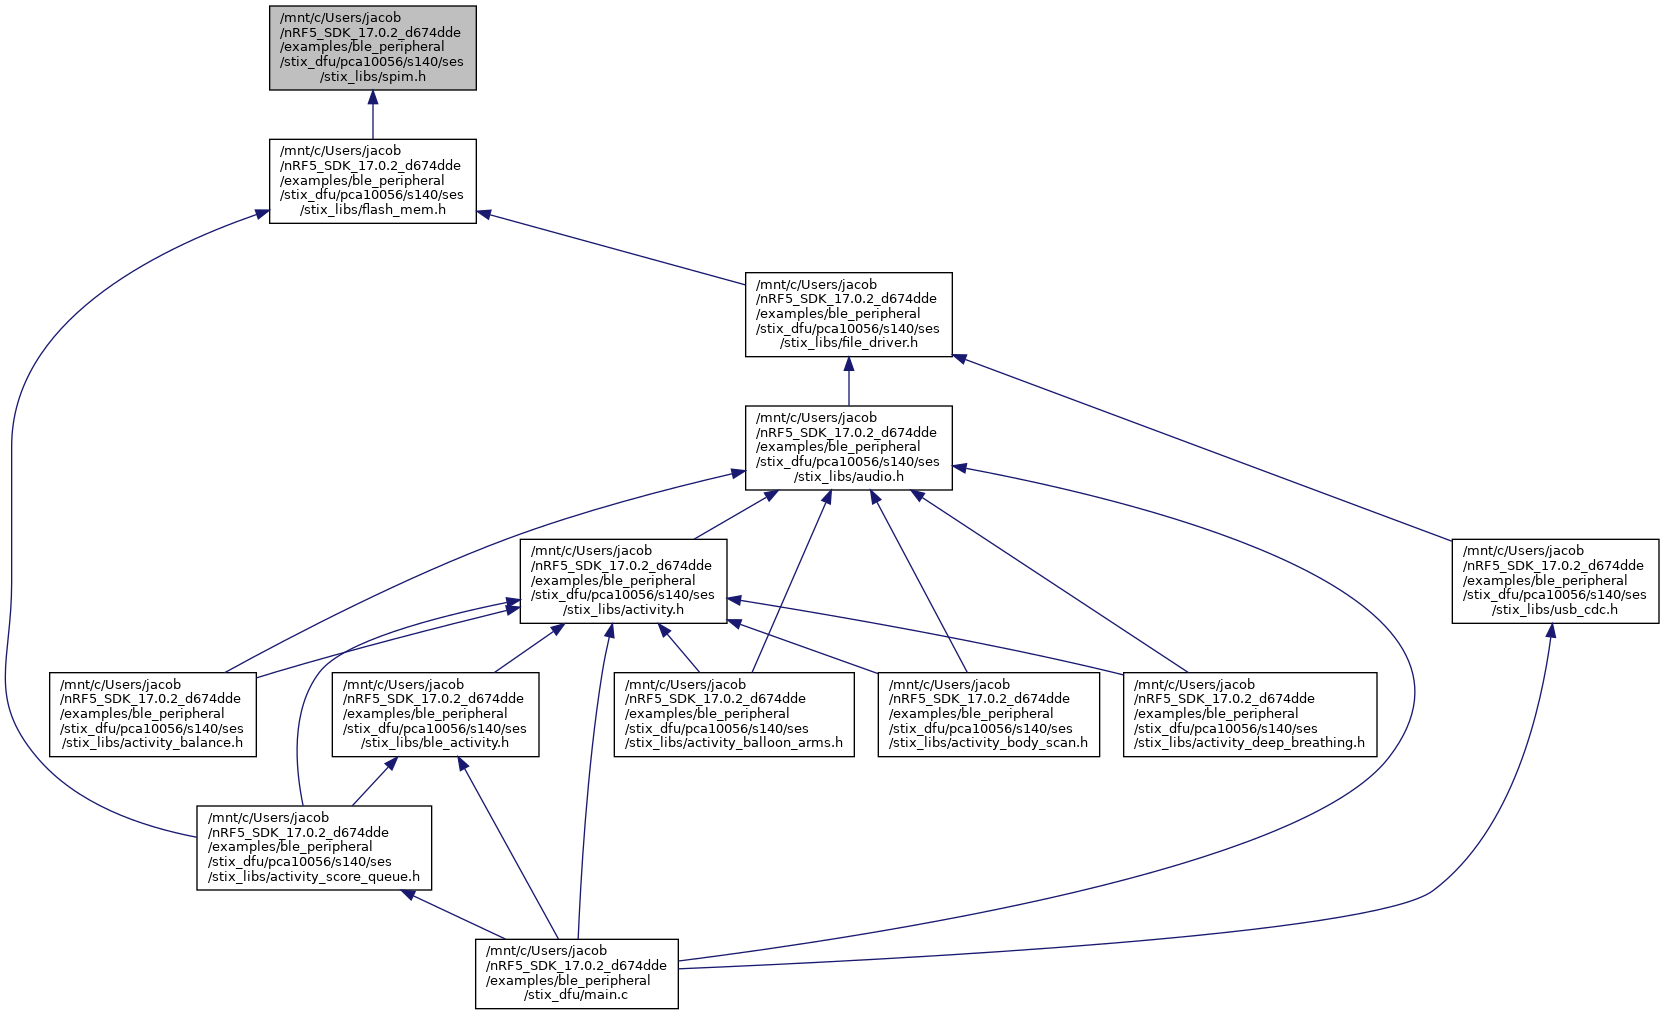 /mnt/c/Users/jacob
/nRF5_SDK_17.0.2_d674dde
/examples/ble_peripheral
/stix_dfu/pca10056/s140/ses
/stix_libs/spim.h
/mnt/c/Users/jacob
/nRF5_SDK_17.0.2_d674dde
/examples/ble_peripheral
/stix_dfu/pca10056/s140/ses
/stix_libs/flash_mem.h
/mnt/c/Users/jacob
/nRF5_SDK_17.0.2_d674dde
/examples/ble_peripheral
/stix_dfu/pca10056/s140/ses
/stix_libs/file_driver.h
/mnt/c/Users/jacob
/nRF5_SDK_17.0.2_d674dde
/examples/ble_peripheral
/stix_dfu/pca10056/s140/ses
/stix_libs/audio.h
/mnt/c/Users/jacob
/nRF5_SDK_17.0.2_d674dde
/examples/ble_peripheral
/stix_dfu/pca10056/s140/ses
/stix_libs/activity.h
/mnt/c/Users/jacob
/nRF5_SDK_17.0.2_d674dde
/examples/ble_peripheral
/stix_dfu/pca10056/s140/ses
/stix_libs/usb_cdc.h
/mnt/c/Users/jacob
/nRF5_SDK_17.0.2_d674dde
/examples/ble_peripheral
/stix_dfu/pca10056/s140/ses
/stix_libs/activity_balance.h
/mnt/c/Users/jacob
/nRF5_SDK_17.0.2_d674dde
/examples/ble_peripheral
/stix_dfu/pca10056/s140/ses
/stix_libs/ble_activity.h
/mnt/c/Users/jacob
/nRF5_SDK_17.0.2_d674dde
/examples/ble_peripheral
/stix_dfu/pca10056/s140/ses
/stix_libs/activity_balloon_arms.h
/mnt/c/Users/jacob
/nRF5_SDK_17.0.2_d674dde
/examples/ble_peripheral
/stix_dfu/pca10056/s140/ses
/stix_libs/activity_body_scan.h
/mnt/c/Users/jacob
/nRF5_SDK_17.0.2_d674dde
/examples/ble_peripheral
/stix_dfu/pca10056/s140/ses
/stix_libs/activity_deep_breathing.h
/mnt/c/Users/jacob
/nRF5_SDK_17.0.2_d674dde
/examples/ble_peripheral
/stix_dfu/pca10056/s140/ses
/stix_libs/activity_score_queue.h
/mnt/c/Users/jacob
/nRF5_SDK_17.0.2_d674dde
/examples/ble_peripheral
/stix_dfu/main.c